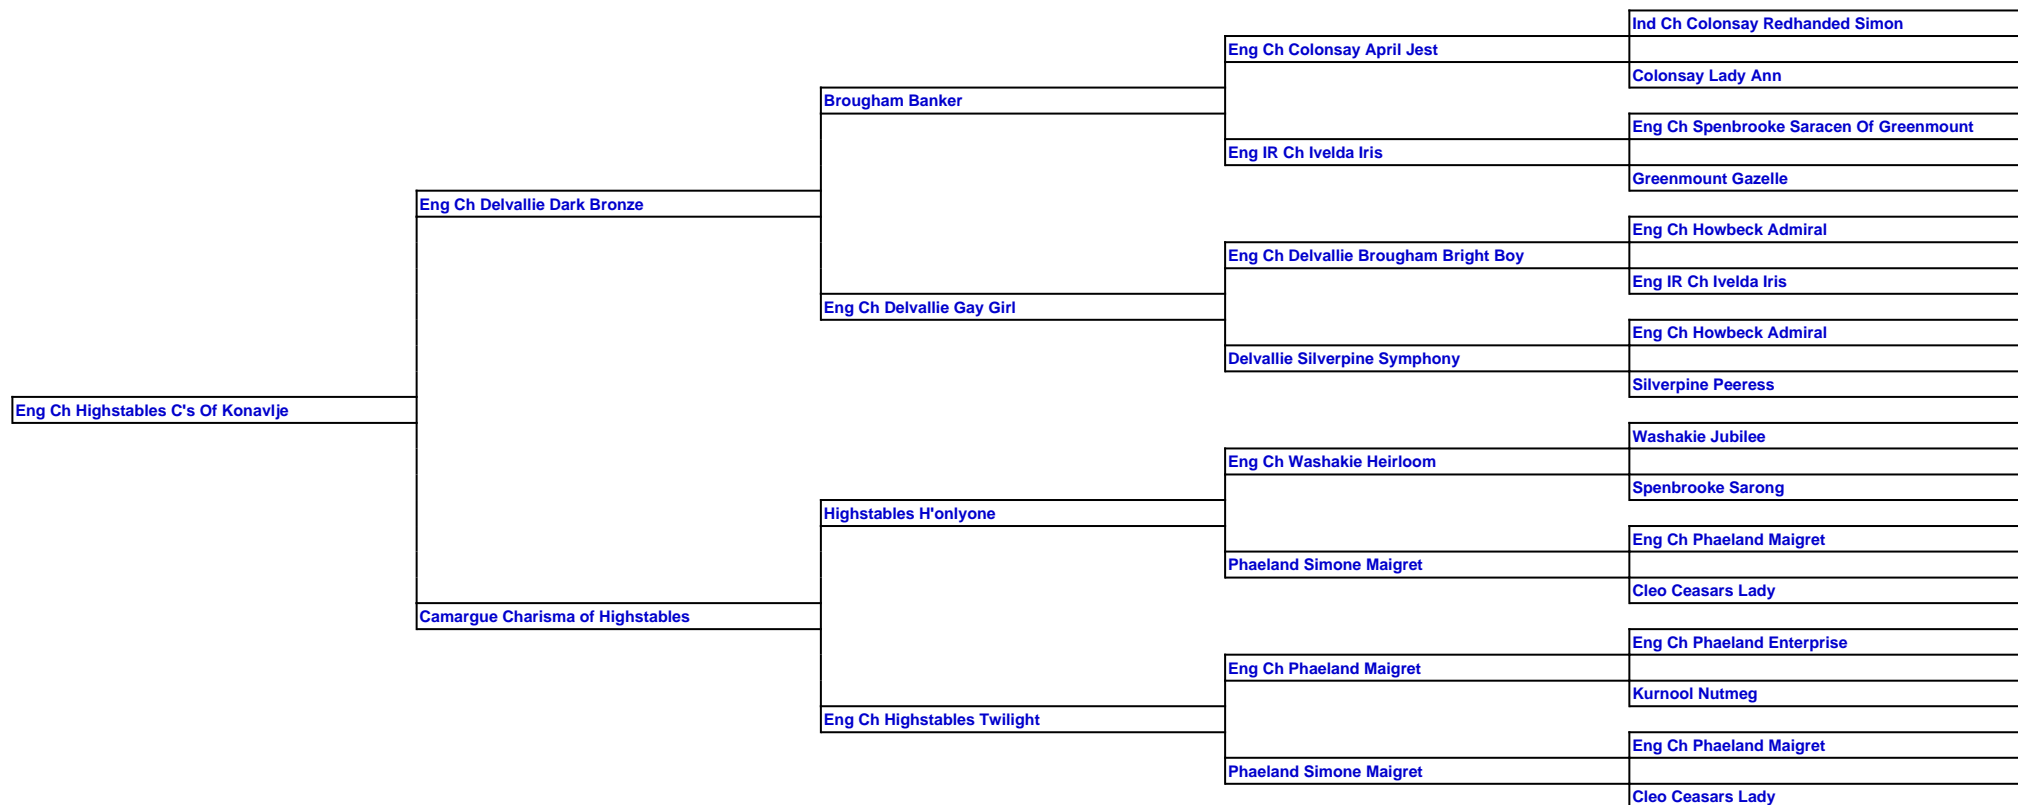 Ind Ch Colonsay Redhanded Simon
Eng Ch Colonsay April Jest
Colonsay Lady Ann
Brougham Banker
Eng Ch Spenbrooke Saracen Of Greenmount
Eng IR Ch Ivelda Iris
Greenmount Gazelle
Eng Ch Delvallie Dark Bronze
Eng Ch Howbeck Admiral
Eng Ch Delvallie Brougham Bright Boy
Eng IR Ch Ivelda Iris
Eng Ch Delvallie Gay Girl
Eng Ch Howbeck Admiral
Delvallie Silverpine Symphony
Silverpine Peeress
Eng Ch Highstables C's Of Konavlje
Washakie Jubilee
Eng Ch Washakie Heirloom
Spenbrooke Sarong
Highstables H'onlyone
Eng Ch Phaeland Maigret
Phaeland Simone Maigret
Cleo Ceasars Lady
Camargue Charisma of Highstables
Eng Ch Phaeland Enterprise
Eng Ch Phaeland Maigret
Kurnool Nutmeg
Eng Ch Highstables Twilight
Eng Ch Phaeland Maigret
Phaeland Simone Maigret
Cleo Ceasars Lady